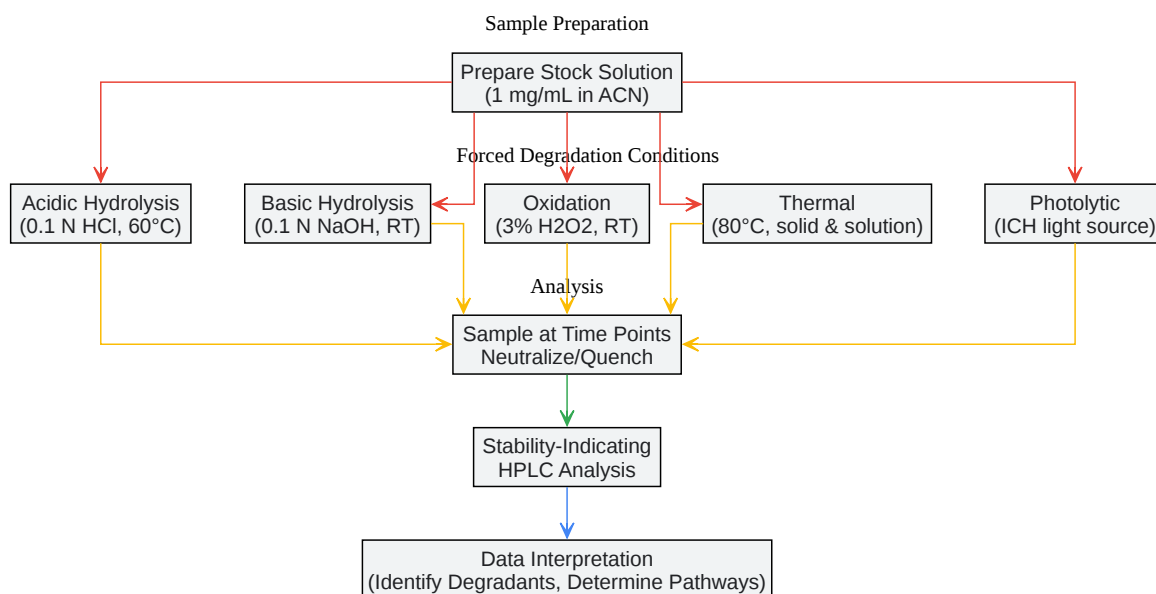 Sample Preparation
Prepare Stock Solution
(1 mg/mL in ACN)
Forced Degradation Conditions
Acidic Hydrolysis
(0.1 N HCl, 60°C)
Basic Hydrolysis
(0.1 N NaOH, RT)
Oxidation
(3% H2O2, RT)
Thermal
(80°C, solid & solution)
Photolytic
(ICH light source)
Analysis
Sample at Time Points
Neutralize/Quench
Stability-Indicating
HPLC Analysis
Data Interpretation
(Identify Degradants, Determine Pathways)